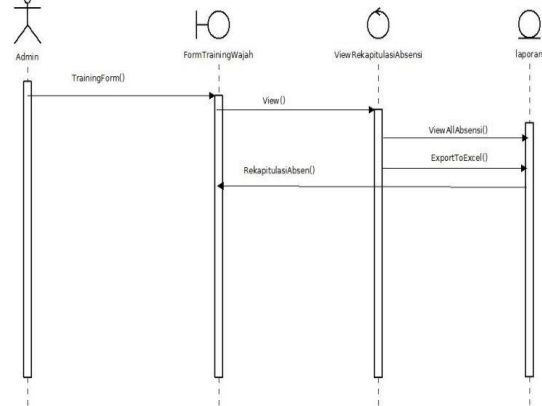 Admin
FormTrainingWajah
ViewRekapitulasiAbsensi
laporan
TrainingForm()
View()
ViewAllAbsensi()
ExportToExcel()
RekapitulasiAbsen()